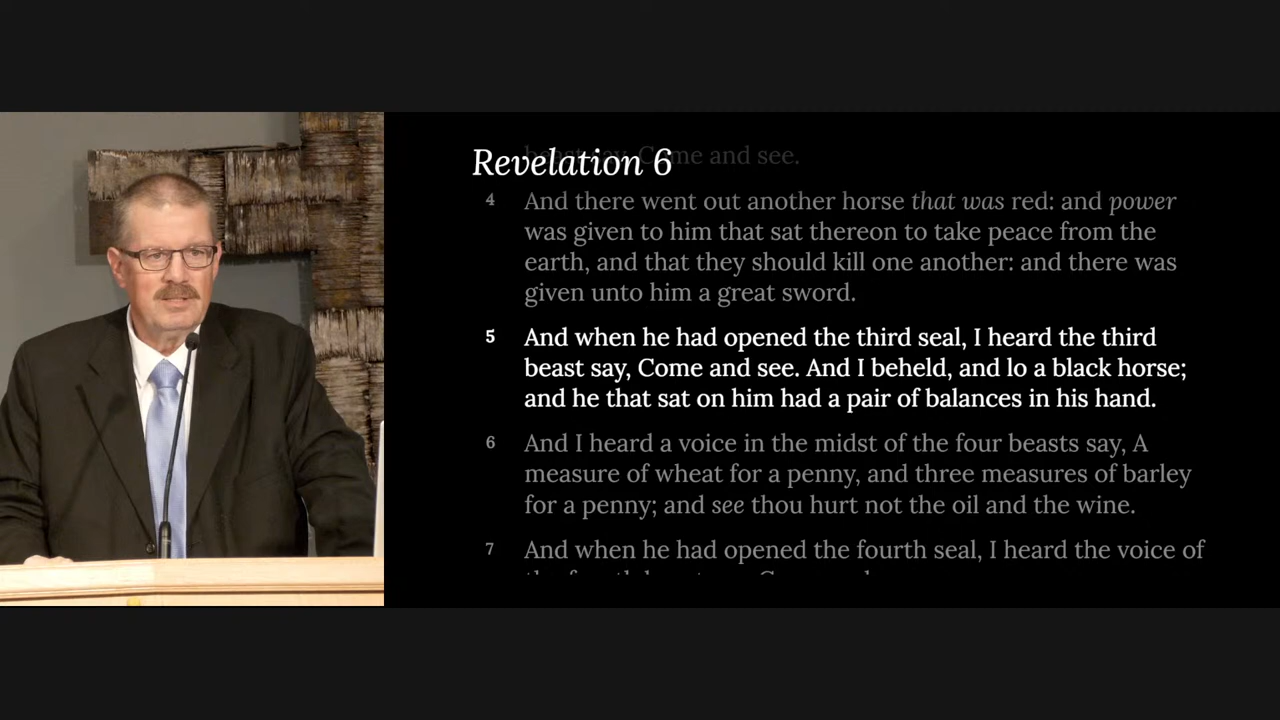 Revelation 6
me and see.
4 And there went out another horse that was red: and power
was given to him that sat thereon to take peace from the
earth, and that they should kill one another: and there was
given unto him a great sword.
5 And when he had opened the third seal, I heard the third
beast say, Come and see. And I beheld, and lo a black horse;
and he that sat on him had a pair of balances in his hand.
6 And I heard a voice in the midst of the four beasts say, A
measure of wheat for a penny, and three measures of barley
for a penny; and see thou hurt not the oil and the wine.
7 And when he had opened the fourth seal, I heard the voice of